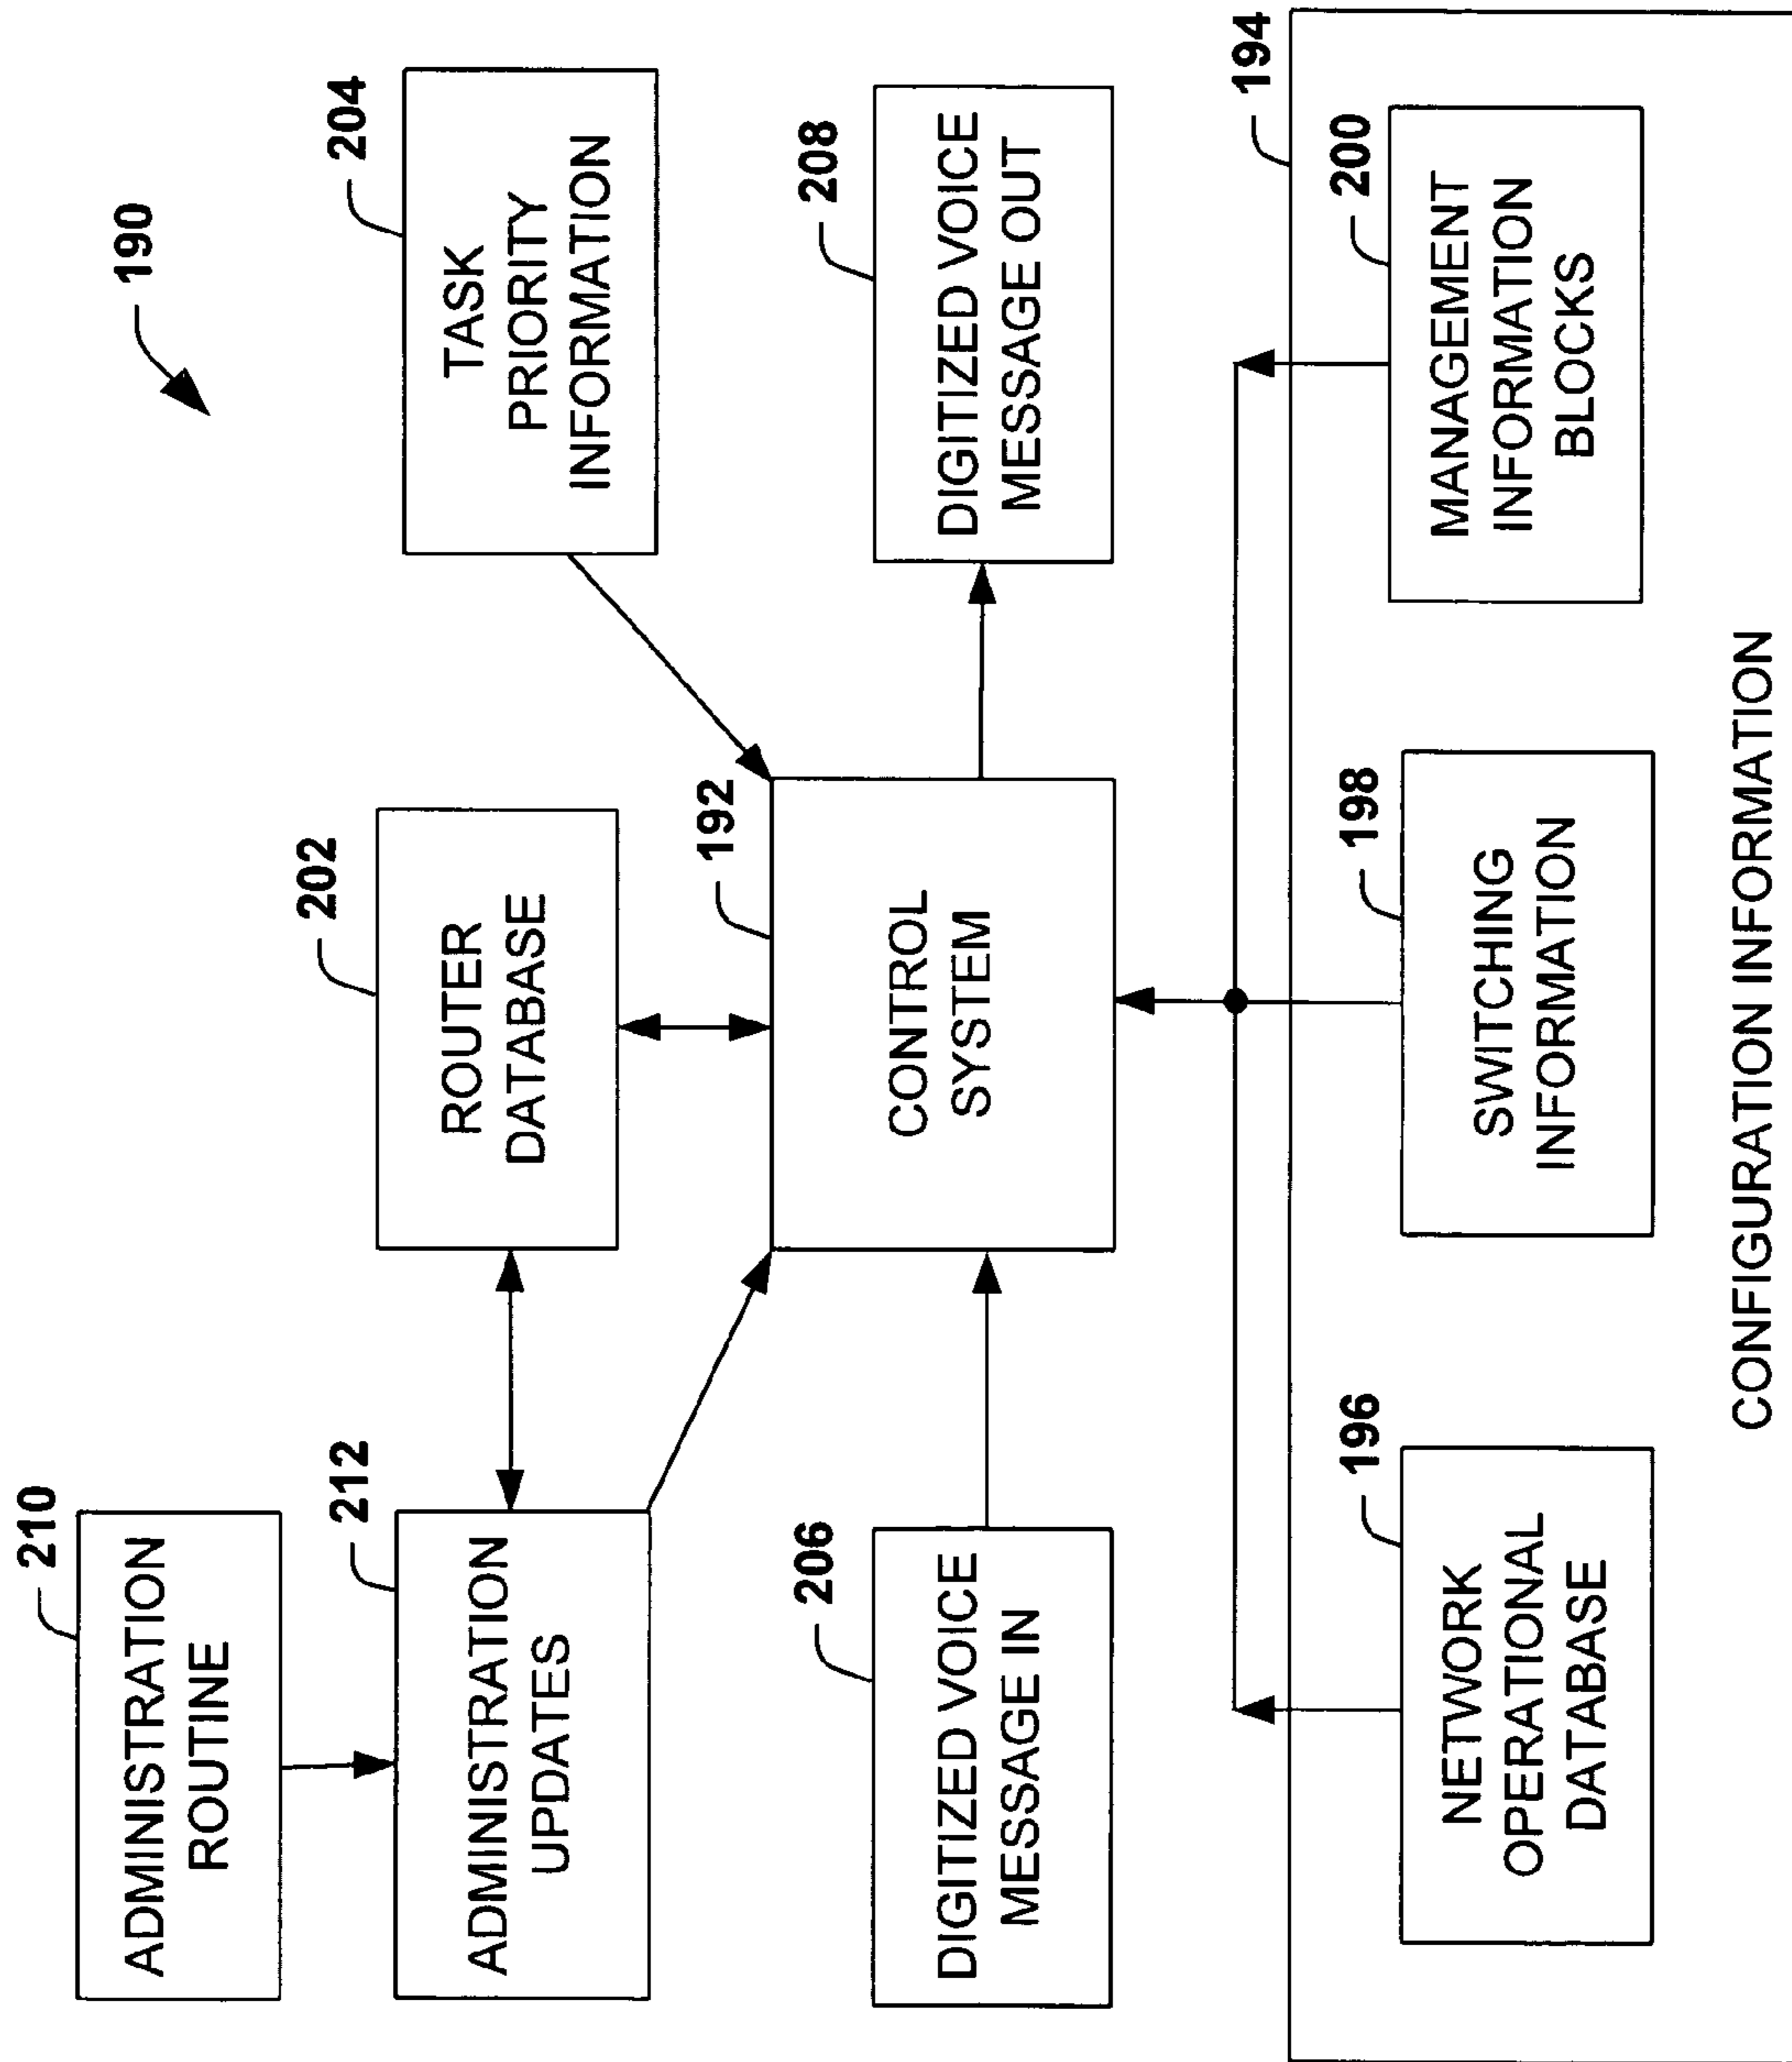 190
210
ADMINISTRATION
ROUTINE
212
ADMINISTRATION
UPDATES
202
ROUTER
DATABASE
204
TASK
PRIORITY
INFORMATION
206
DIGITIZED VOICE
MESSAGE IN
192
CONTROL
SYSTEM
208
DIGITIZED VOICE
MESSAGE OUT
194
196
NETWORK
OPERATIONAL
DATABASE
198
SWITCHING
INFORMATION
200
MANAGEMENT
INFORMATION
BLOCKS
CONFIGURATION INFORMATION